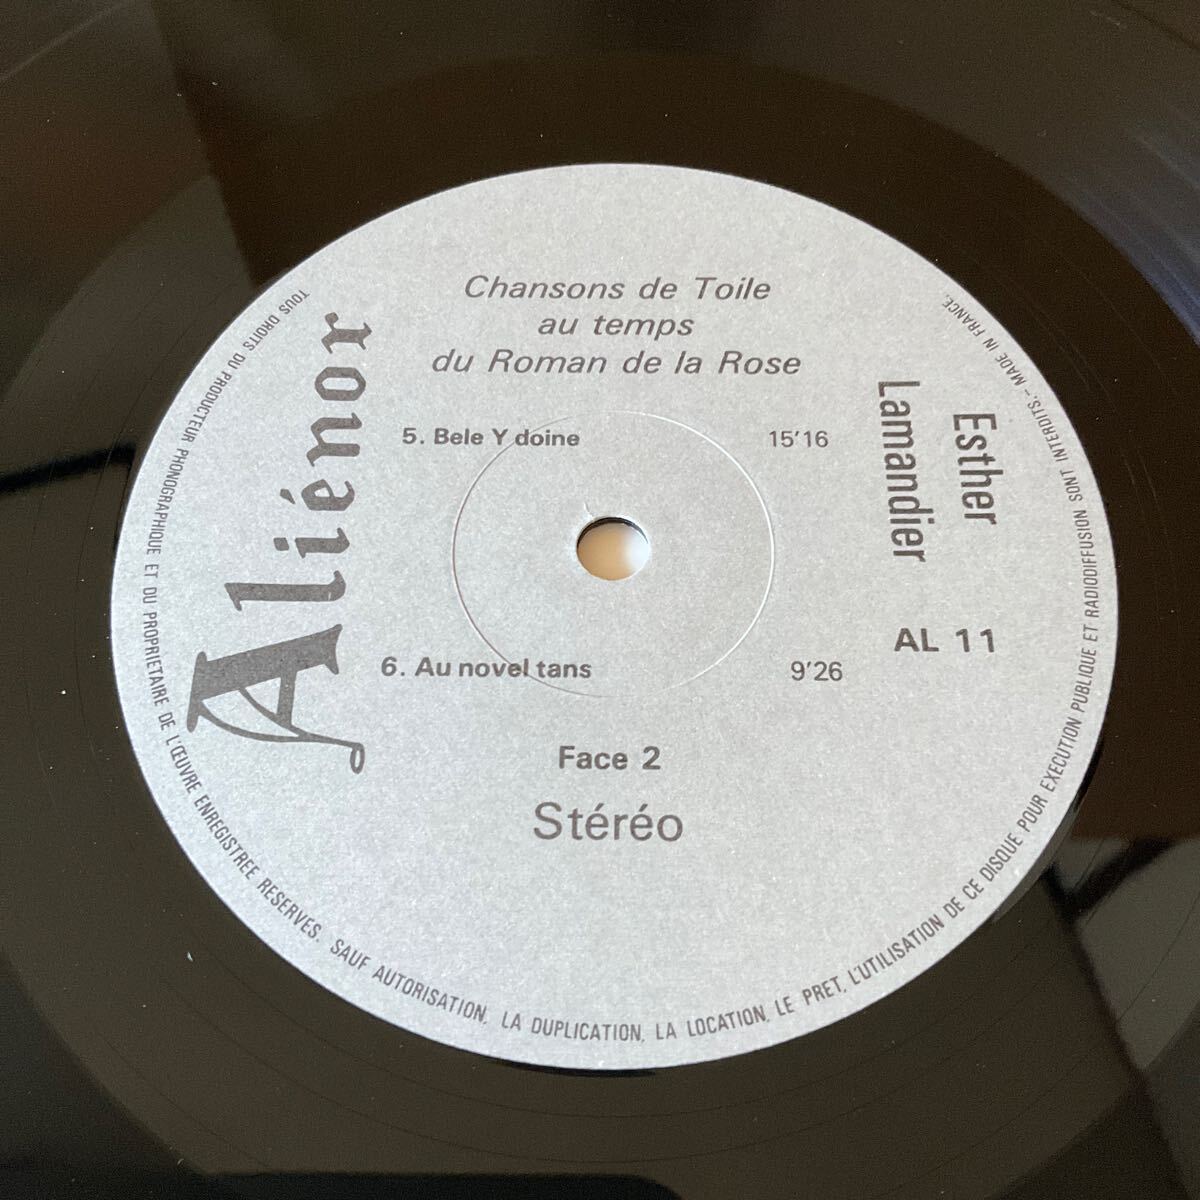 Aliénor
Chansons de Toile
au temps
du Roman de la Rose
Esther
Lamandier
AL 11
5. Bele Y doine 15'16
6. Au novel tans 9'26
Face 2
Stéréo
TOUS DROITS DU PRODUCTEUR PHONOGRAPHIQUE ET DU PROPRIETAIRE DE L'ŒUVRE ENREGISTREE RESERVES. SAUF AUTORISATION, LA DUPLICATION, LA LOCATION, LE PRET, L'UTILISATION DE CE DISQUE POUR EXECUTION PUBLIQUE ET RADIODIFFUSION SONT INTERDITS. - MADE IN FRANCE.